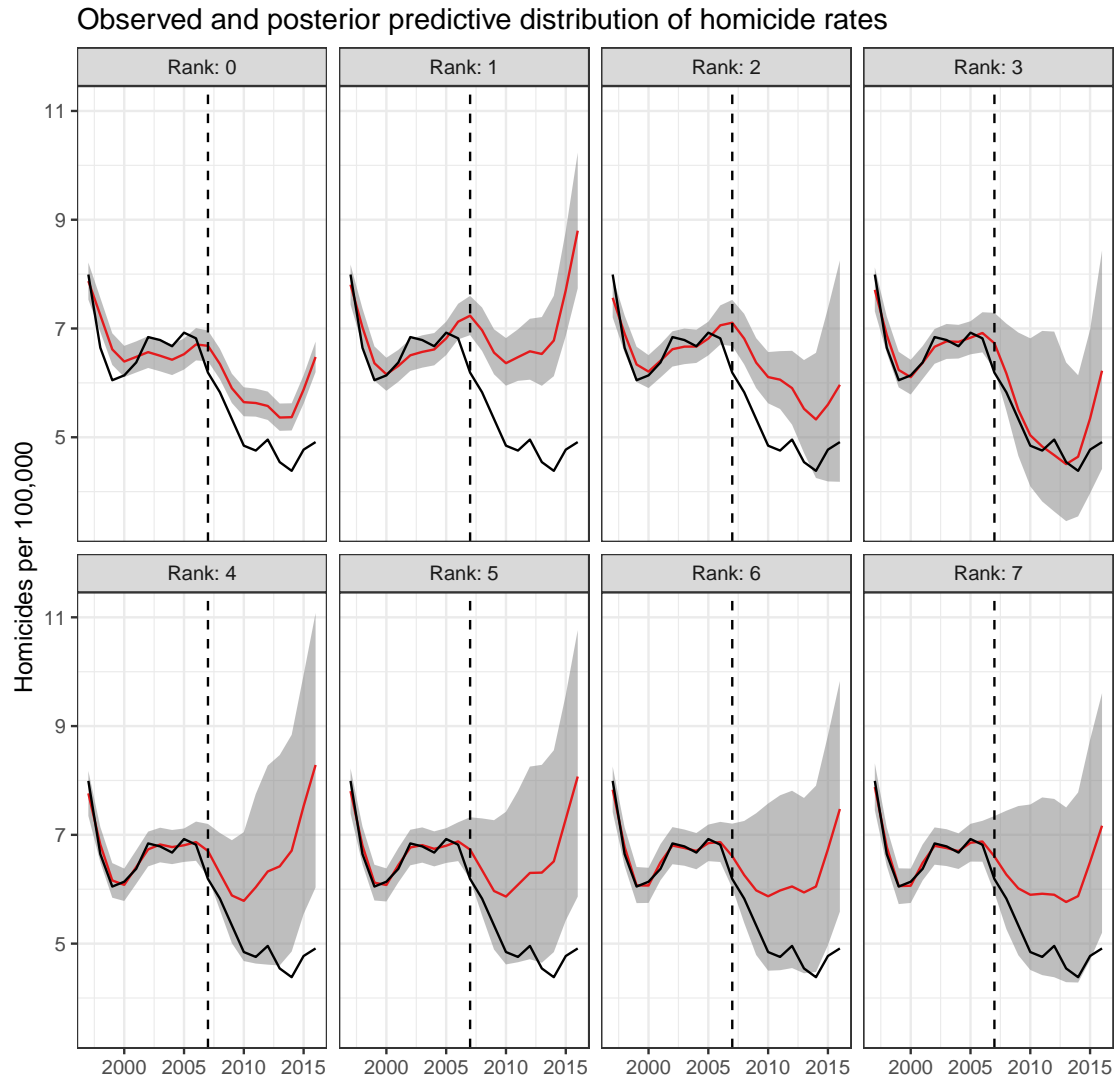 Observed and posterior predictive distribution of homicide rates
Rank: 0 Rank: 1 Rank: 2 Rank: 3
11
9
7
5
Homicides per 100,000
Rank: 4 Rank: 5 Rank: 6 Rank: 7
11
9
7
5
2000 2005 2010 2015 2000 2005 2010 2015 2000 2005 2010 2015 2000 2005 2010 2015